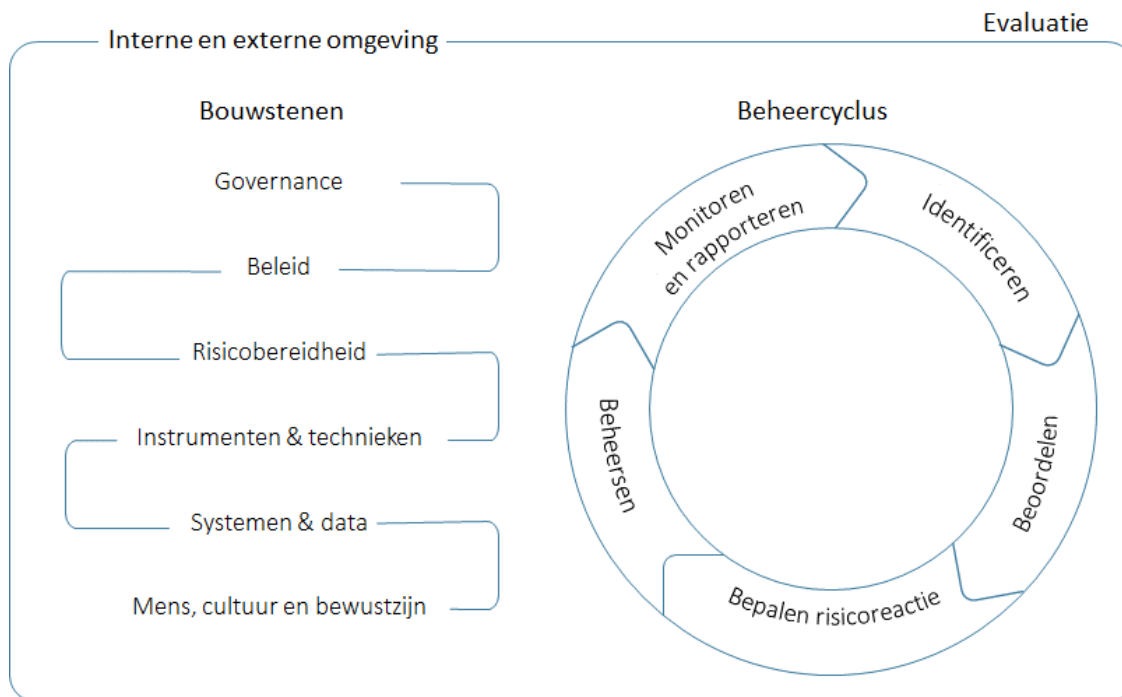 Evaluatie
Interne en externe omgeving
Bouwstenen
Governance
Beleid
Risicobereidheid
Instrumenten & technieken
Systemen & data
Mens, cultuur en bewustzijn
Beheercyclus
Identificeren
Beoordelen
Bepalen risicoreactie
Beheersen
Monitoren
en rapporteren